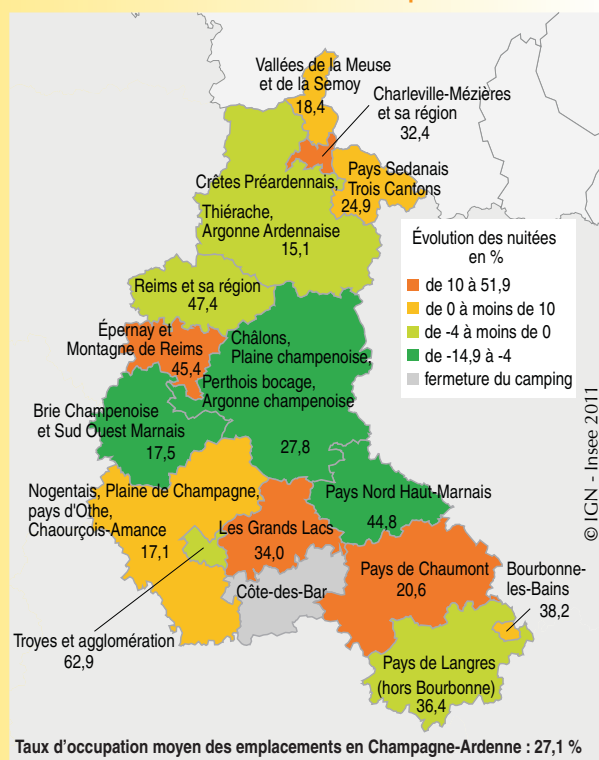 Vallées de la Meuse
et de la Semoy
18,4
Charleville-Mézières
et sa région
32,4
Pays Sedanais
Trois Cantons
24,9
Crêtes Préardennais,
Thiérache,
Argonne Ardennaise
15,1
Évolution des nuitées
en %
de 10 à 51,9
de 0 à moins de 10
de -4 à moins de 0
de -14,9 à -4
fermeture du camping
Reims et sa région
47,4
Épernay et
Montagne de Reims
45,4
Châlons,
Plaine champenoise,
Perthois bocage,
Argonne champenoise
27,8
Brie Champenoise
et Sud Ouest Marnais
17,5
Nogentais, Plaine de Champagne,
pays d'Othe,
Chaourçois-Amance
17,1
Pays Nord Haut-Marnais
44,8
Les Grands Lacs
34,0
Côte-des-Bar
Pays de Chaumont
20,6
Bourbonne-
les-Bains
38,2
Troyes et agglomération
62,9
Pays de Langres
(hors Bourbonne)
36,4
© IGN - Insee 2011
Taux d'occupation moyen des emplacements en Champagne-Ardenne : 27,1 %